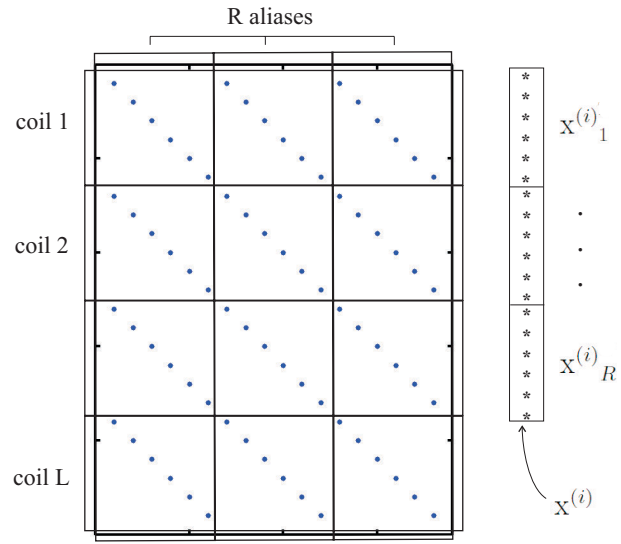 R aliases
coil 1
coil 2
coil L
* * * * * *
* * * * * *
* * * * * *
x^{(i)}_1
. . .
x^{(i)}_R
x^{(i)}